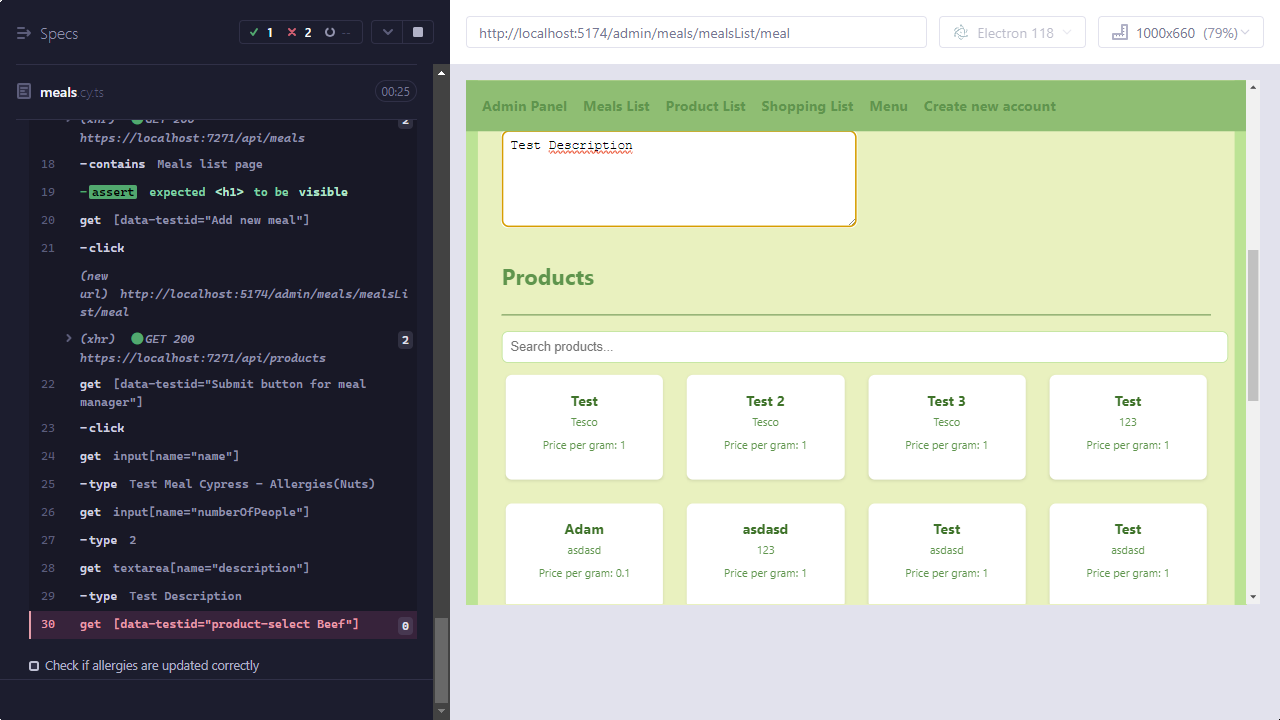 Specs
1
2
--
meals.cy.ts
00:25
(xhr) GET 200
2
https://localhost:7271/api/meals
18 -contains Meals list page
19 -assert expected <h1> to be visible
20 get [data-testid="Add new meal"]
21 -click
(new
url) http://localhost:5174/admin/meals/mealsLi
st/meal
(xhr) GET 200
2
https://localhost:7271/api/products
22 get [data-testid="Submit button for meal
manager"]
23 -click
24 get input[name="name"]
25 -type Test Meal Cypress - Allergies(Nuts)
26 get input[name="numberOfPeople"]
27 -type 2
28 get textarea[name="description"]
29 -type Test Description
30 get [data-testid="product-select Beef"]
0
Check if allergies are updated correctly
http://localhost:5174/admin/meals/mealsList/meal
Electron 118
1000x660 (79%)
Admin Panel Meals List Product List Shopping List Menu Create new account
Test Description
Products
Search products...
Test
Tesco
Price per gram: 1
Test 2
Tesco
Price per gram: 1
Test 3
Tesco
Price per gram: 1
Test
123
Price per gram: 1
Adam
asdasd
Price per gram: 0.1
asdasd
123
Price per gram: 1
Test
asdasd
Price per gram: 1
Test
asdasd
Price per gram: 1